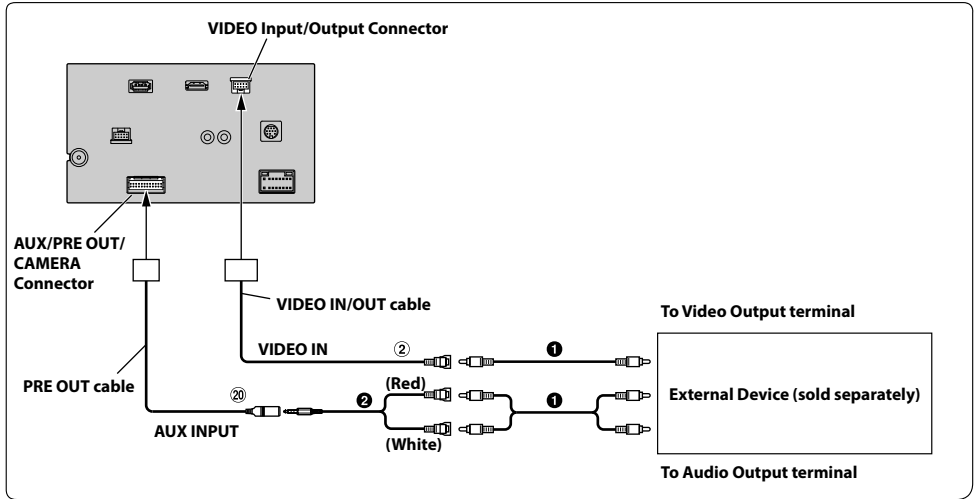 VIDEO Input/Output Connector
AUX/PRE OUT/
CAMERA
Connector
VIDEO IN/OUT cable
To Video Output terminal
VIDEO IN
②
❶
PRE OUT cable
(Red)
External Device (sold separately)
⑳
❷
❶
AUX INPUT
(White)
To Audio Output terminal